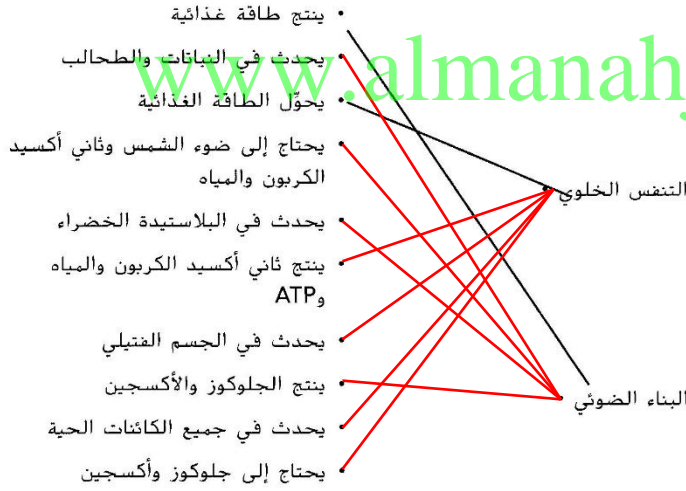 ينتج طاقة غذائية
يحدث في النباتات والطحالب
www.almanahj
يحوِّل الطاقة الغذائية
يحتاج إلى ضوء الشمس وثاني أكسيد
الكربون والمياه
التنفس الخلوي
يحدث في البلاستيدة الخضراء
ينتج ثاني أكسيد الكربون والمياه
وATP
يحدث في الجسم الفتيلي
ينتج الجلوكوز والأكسجين
البناء الضوئي
يحدث في جميع الكائنات الحية
يحتاج إلى جلوكوز وأكسجين